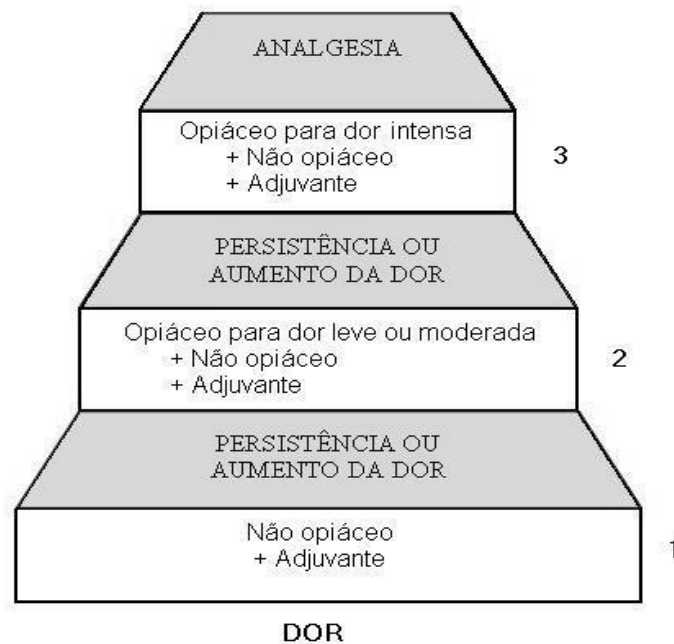 ANALGESIA
Opiáceo para dor intensa
+ Não opiáceo
+ Adjuvante
3
PERSISTÊNCIA OU
AUMENTO DA DOR
Opiáceo para dor leve ou moderada
+ Não opiáceo
+ Adjuvante
2
PERSISTÊNCIA OU
AUMENTO DA DOR
Não opiáceo
+ Adjuvante
1
DOR